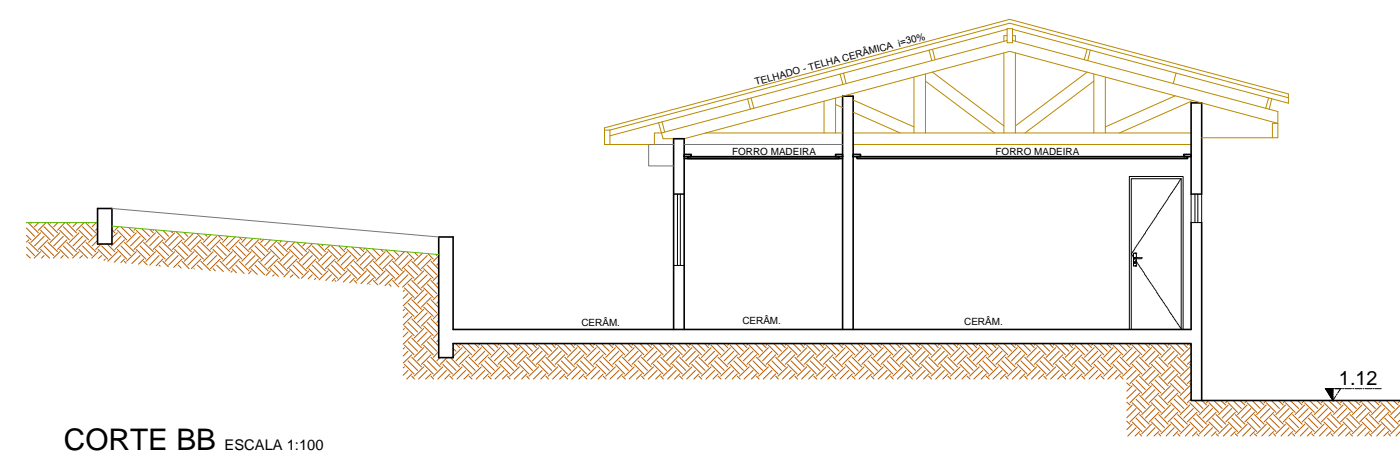 TELHADO - TELHA CERÂMICA i=30%
FORRO MADEIRA
FORRO MADEIRA
CERÂM.
CERÂM.
CERÂM.
1.12
CORTE BB ESCALA 1:100